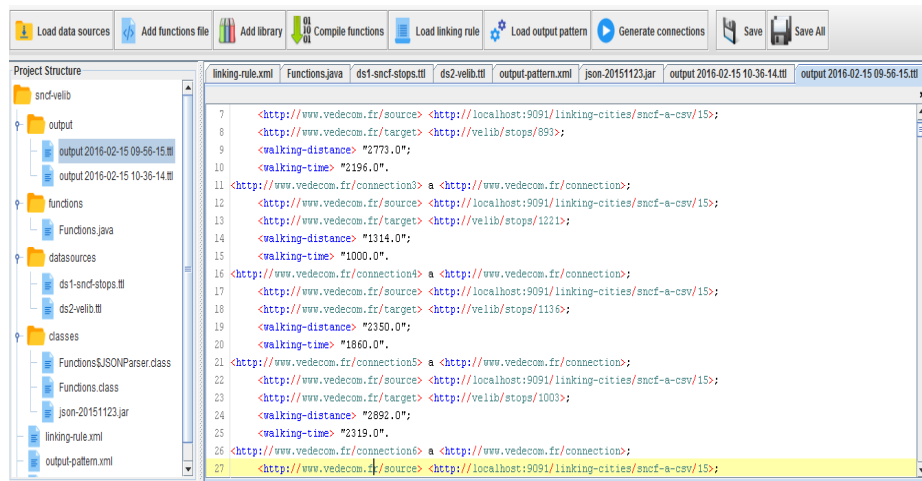 Load data sources Add functions file Add library 01 10 01 Compile functions Load linking rule Load output pattern Generate connections Save Save All
Project Structure
sncf-velib
output
output 2016-02-15 09-56-15.ttl
output 2016-02-15 10-36-14.ttl
functions
Functions.java
datasources
ds1-sncf-stops.ttl
ds2-velib.ttl
classes
Functions$JSONParser.class
Functions.class
json-20151123.jar
linking-rule.xml
output-pattern.xml
linking-rule.xml Functions.java ds1-sncf-stops.ttl ds2-velib.ttl output-pattern.xml json-20151123.jar output 2016-02-15 10-36-14.ttl output 2016-02-15 09-56-15.ttl
7 <http://www.vedecom.fr/source> <http://localhost:9091/linking-cities/sncf-a-csv/15>;
8 <http://www.vedecom.fr/target> <http://velib/stops/893>;
9 <walking-distance> "2773.0";
10 <walking-time> "2196.0".
11 <http://www.vedecom.fr/connection3> a <http://www.vedecom.fr/connection>;
12 <http://www.vedecom.fr/source> <http://localhost:9091/linking-cities/sncf-a-csv/15>;
13 <http://www.vedecom.fr/target> <http://velib/stops/1221>;
14 <walking-distance> "1314.0";
15 <walking-time> "1000.0".
16 <http://www.vedecom.fr/connection4> a <http://www.vedecom.fr/connection>;
17 <http://www.vedecom.fr/source> <http://localhost:9091/linking-cities/sncf-a-csv/15>;
18 <http://www.vedecom.fr/target> <http://velib/stops/1136>;
19 <walking-distance> "2350.0";
20 <walking-time> "1860.0".
21 <http://www.vedecom.fr/connection5> a <http://www.vedecom.fr/connection>;
22 <http://www.vedecom.fr/source> <http://localhost:9091/linking-cities/sncf-a-csv/15>;
23 <http://www.vedecom.fr/target> <http://velib/stops/1003>;
24 <walking-distance> "2892.0";
25 <walking-time> "2319.0".
26 <http://www.vedecom.fr/connection6> a <http://www.vedecom.fr/connection>;
27 <http://www.vedecom.fr/source> <http://localhost:9091/linking-cities/sncf-a-csv/15>;